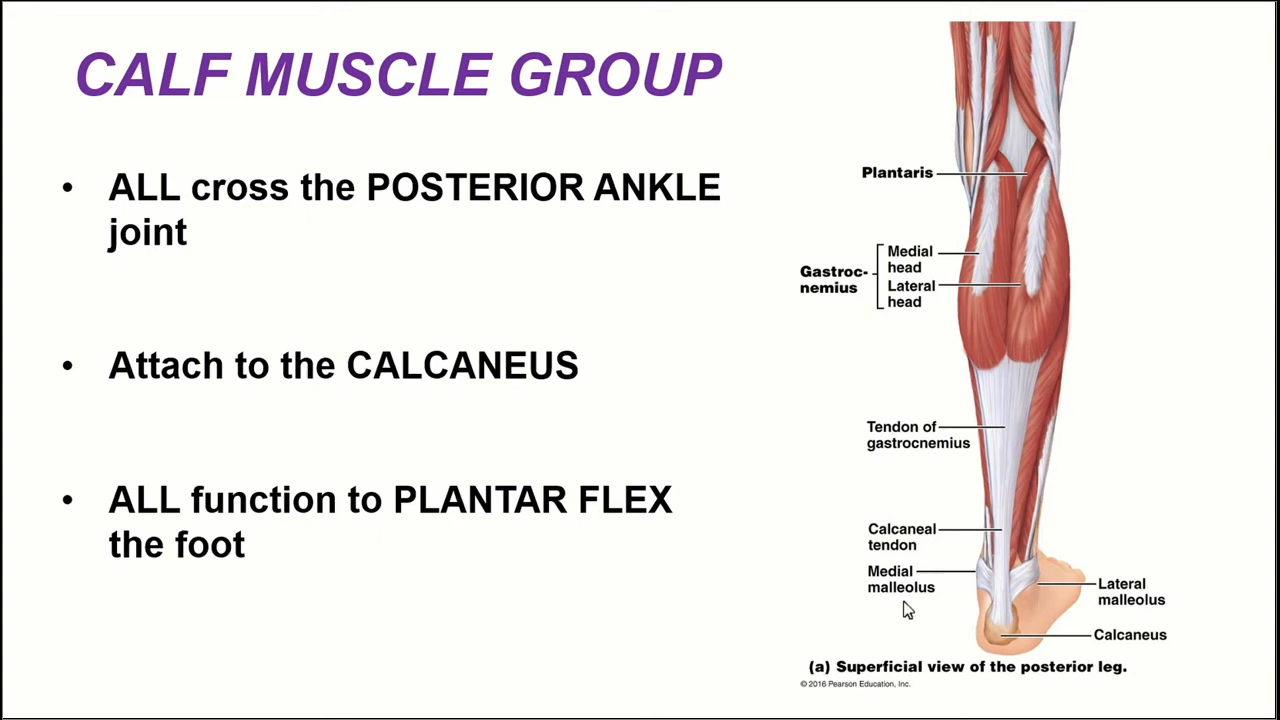 CALF MUSCLE GROUP
• ALL cross the POSTERIOR ANKLE
joint
• Attach to the CALCANEUS
• ALL function to PLANTAR FLEX
the foot
Plantaris
Gastroc-
nemius
Medial
head
Lateral
head
Tendon of
gastrocnemius
Calcaneal
tendon
Medial
malleolus
Lateral
malleolus
Calcaneus
(a) Superficial view of the posterior leg.
© 2016 Pearson Education, Inc.